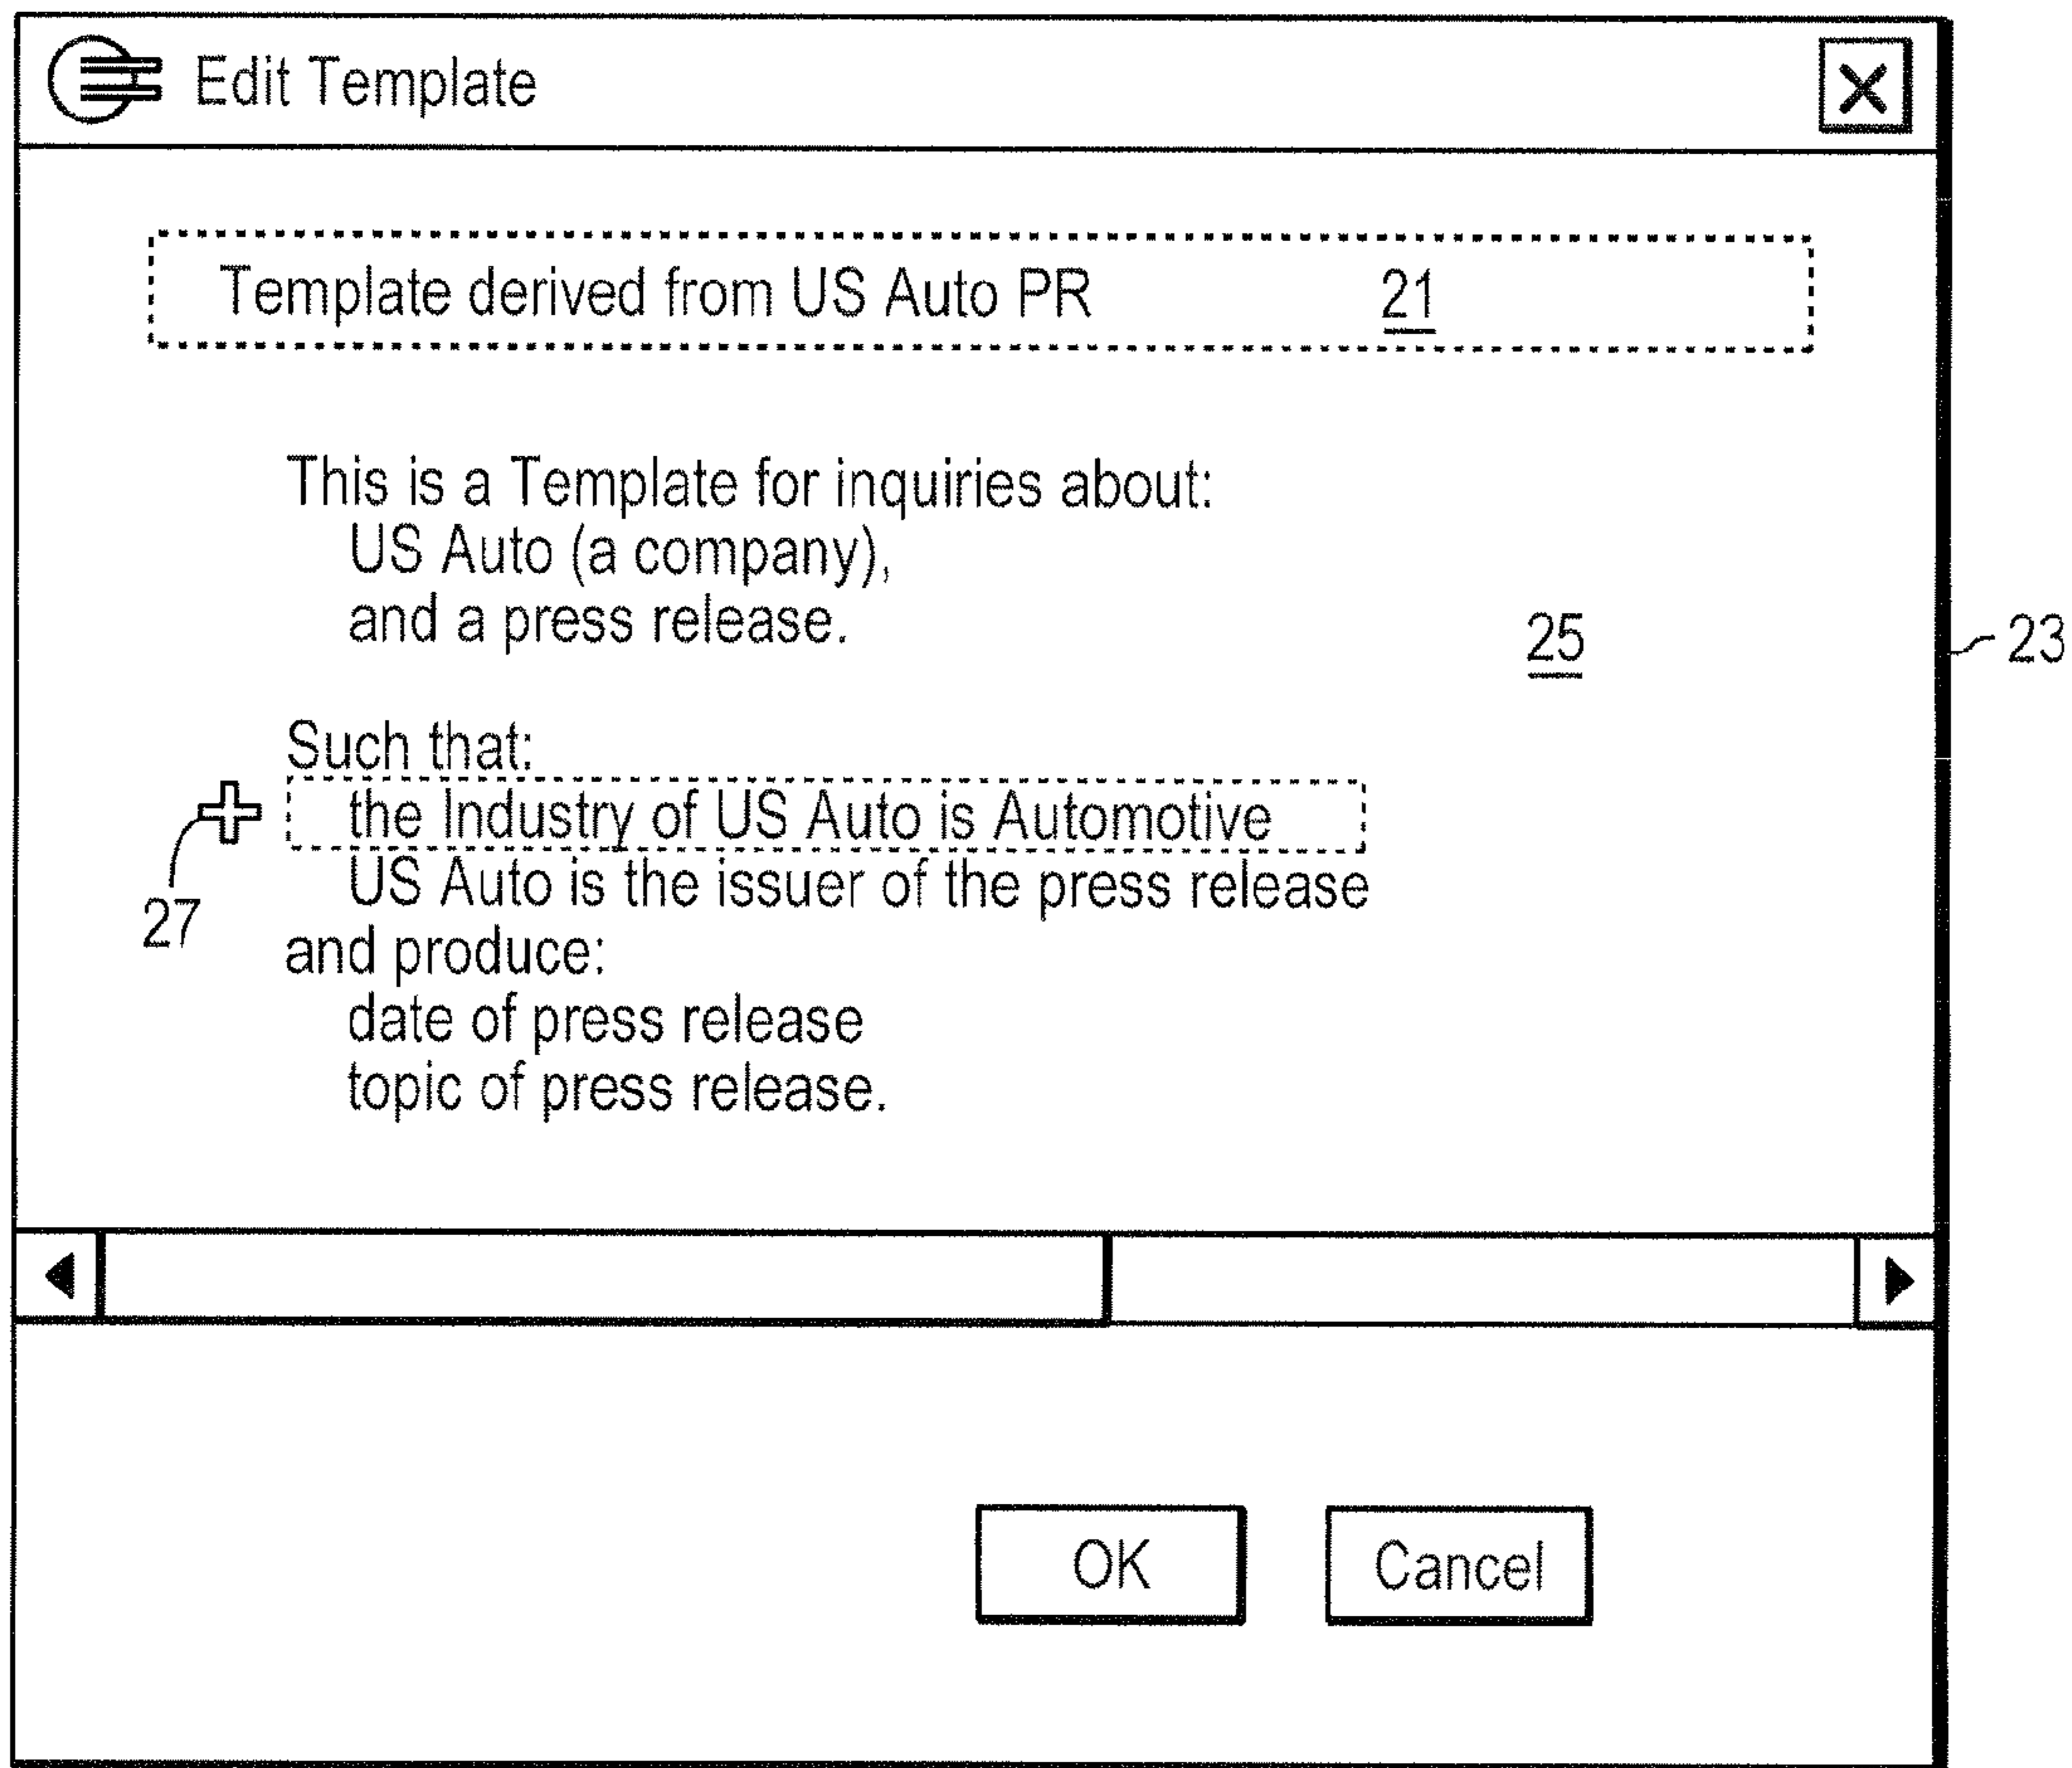 Edit Template
Template derived from US Auto PR 21
This is a Template for inquiries about:
US Auto (a company),
and a press release.
25
23
Such that:
the Industry of US Auto is Automotive
US Auto is the issuer of the press release
27
and produce:
date of press release
topic of press release.
OK Cancel